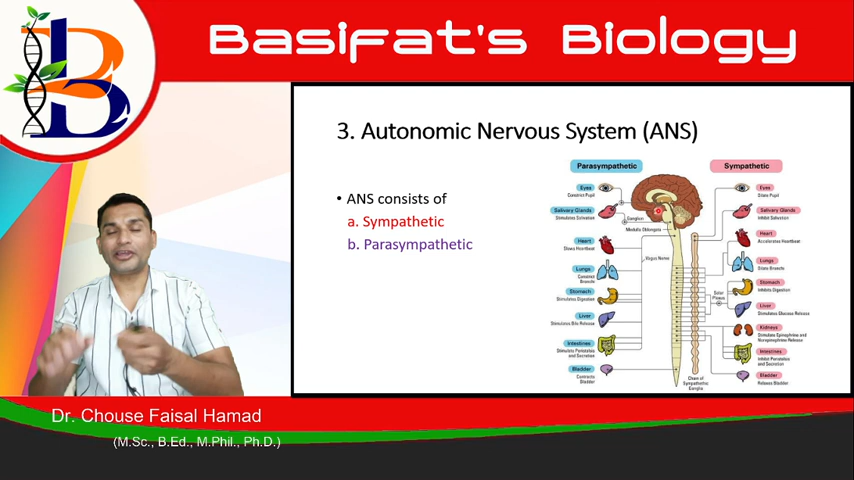 Basifat's Biology
3. Autonomic Nervous System (ANS)
• ANS consists of
a. Sympathetic
b. Parasympathetic
Parasympathetic
Eyes
Constrict Pupil
Salivary Glands
Stimulates Salivation
Heart
Slows Heartbeat
Lungs
Constrict
Bronchi
Stomach
Stimulates Digestion
Liver
Stimulates Bile Release
Intestines
Stimulate Peristalsis
and Secretion
Bladder
Contracts
Bladder
Ganglion
Medulla Oblongata
Vagus Nerve
Solar
Plexus
Chain of
Sympathetic
Ganglia
Sympathetic
Eyes
Dilate Pupil
Salivary Glands
Inhibit Salivation
Heart
Accelerates Heartbeat
Lungs
Dilate Bronchi
Stomach
Inhibits Digestion
Liver
Stimulates Glucose Release
Kidneys
Stimulate Epinephrine and
Norepinephrine Release
Intestines
Inhibit Peristalsis
and Secretion
Bladder
Relaxes Bladder
Dr. Chouse Faisal Hamad
(M.Sc., B.Ed., M.Phil., Ph.D.)